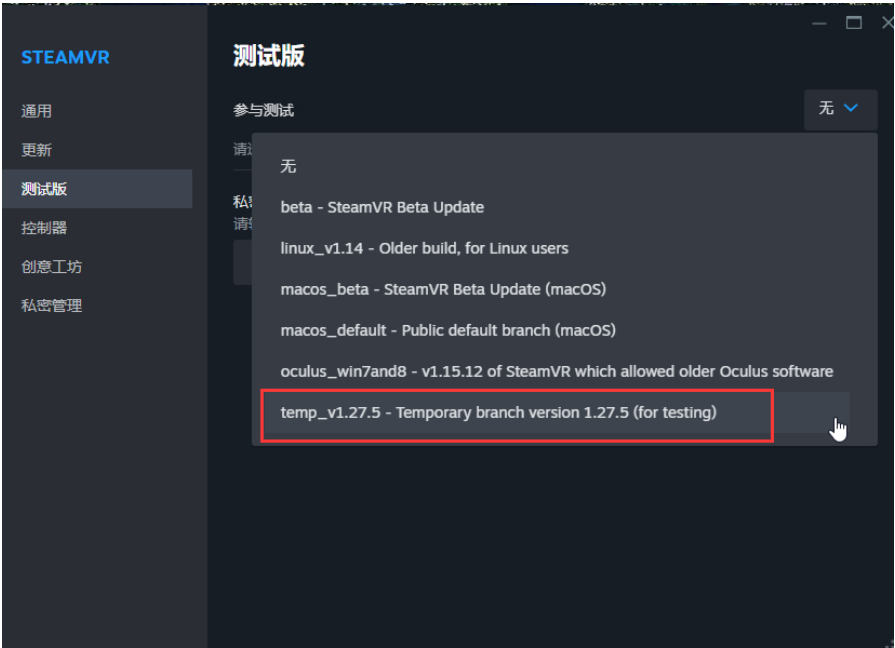 STEAMVR
通用
更新
测试版
控制器
创意工坊
私密管理
测试版
参与测试
无
请
无
beta - SteamVR Beta Update
私
linux_v1.14 - Older build, for Linux users
macos_beta - SteamVR Beta Update (macOS)
macos_default - Public default branch (macOS)
oculus_win7and8 - v1.15.12 of SteamVR which allowed older Oculus software
temp_v1.27.5 - Temporary branch version 1.27.5 (for testing)